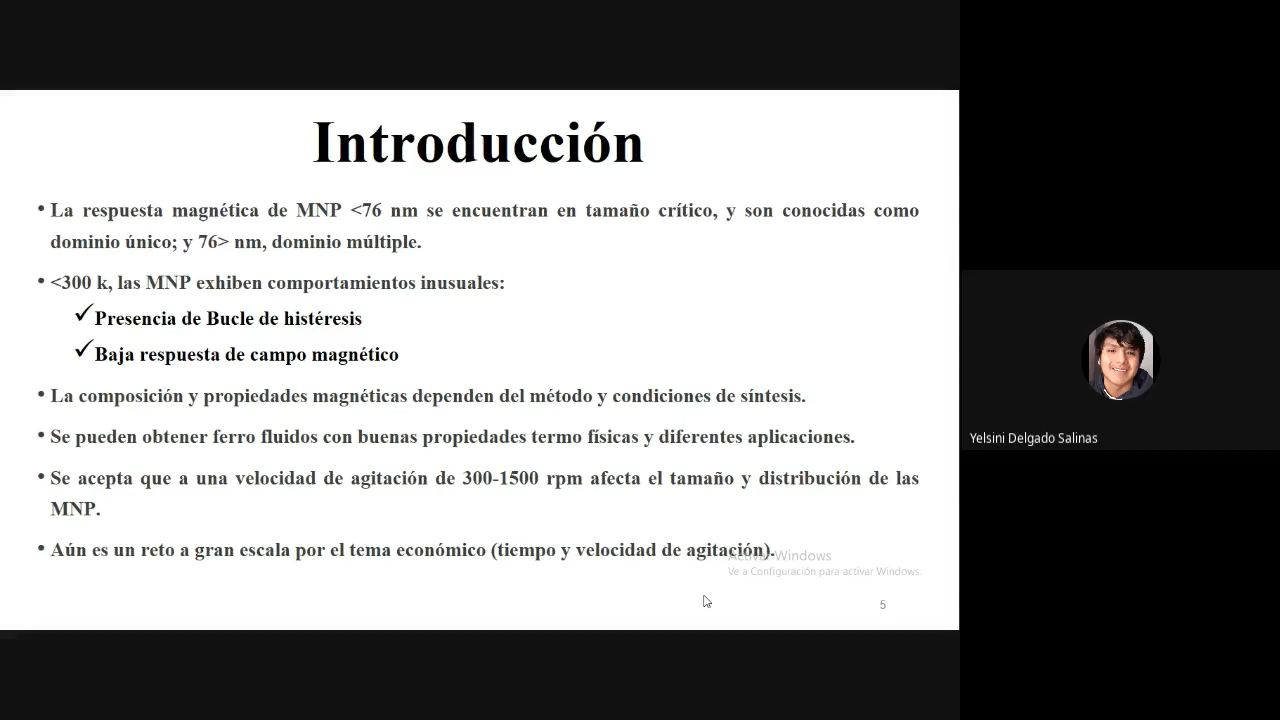 Introducción
• La respuesta magnética de MNP <76 nm se encuentran en tamaño crítico, y son conocidas como
dominio único; y 76> nm, dominio múltiple.
• <300 k, las MNP exhiben comportamientos inusuales:
✓Presencia de Bucle de histéresis
✓Baja respuesta de campo magnético
• La composición y propiedades magnéticas dependen del método y condiciones de síntesis.
• Se pueden obtener ferro fluidos con buenas propiedades termo físicas y diferentes aplicaciones.
• Se acepta que a una velocidad de agitación de 300-1500 rpm afecta el tamaño y distribución de las
MNP.
• Aún es un reto a gran escala por el tema económico (tiempo y velocidad de agitación).
Activar Windows
Ve a Configuración para activar Windows.
5
Yelsini Delgado Salinas